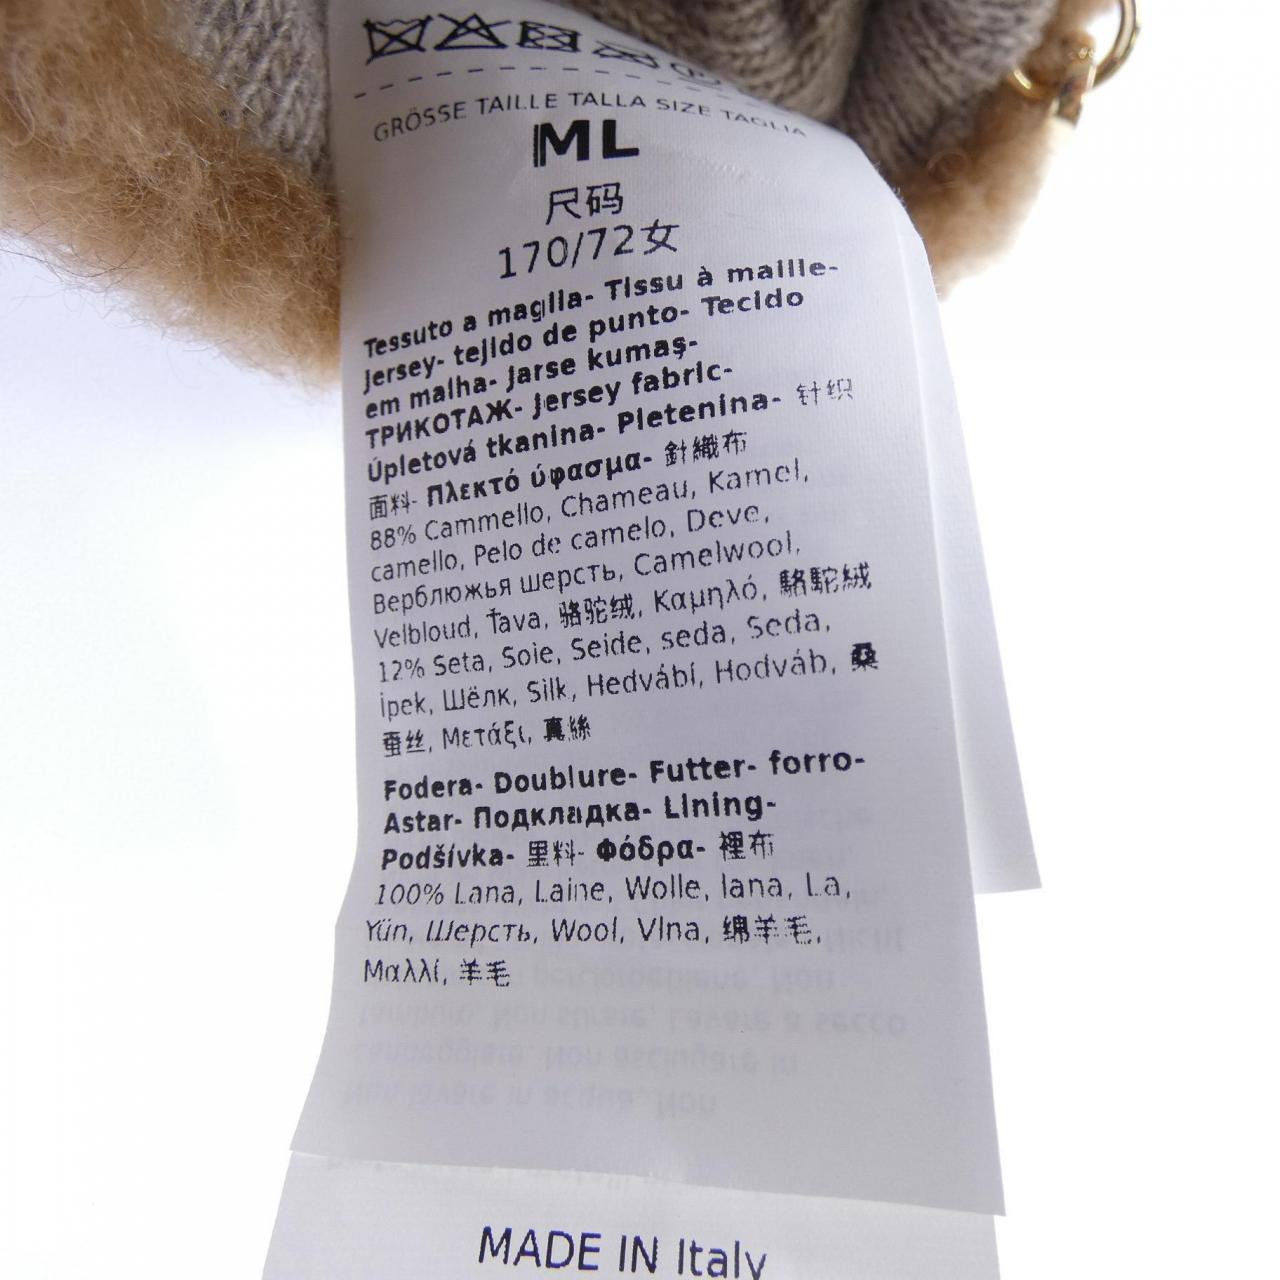 GRÖSSE TAILLE TALLA SIZE TAGLIA
ML
尺码
170/72女
Tessuto a maglia- Tissu à maille-
Jersey- tejido de punto- Tecido
em malha- Jarse kumaş-
ТРИКОТАЖ- Jersey fabric-
Úpletová tkanina- Pletenina- 针织
面料- Πλεκτό ύφασμα- 針織布
88% Cammello, Chameau, Kamel,
camello, Pelo de camelo, Deve,
Верблюжья шерсть, Camelwool,
Velbloud, Ťava, 骆驼绒, Καμηλό, 駱駝絨
12% Seta, Soie, Seide, seda, Seda,
İpek, Шёлк, Silk, Hedvábí, Hodváb, 桑
蚕丝, Μετάξι, 真絲
Fodera- Doublure- Futter- forro-
Astar- Подкладка- Lining-
Podšívka- 里料- Φόδρα- 裡布
100% Lana, Laine, Wolle, lana, La,
Yün, Шерсть, Wool, Vlna, 绵羊毛,
Μαλλί, 羊毛
MADE IN Italy